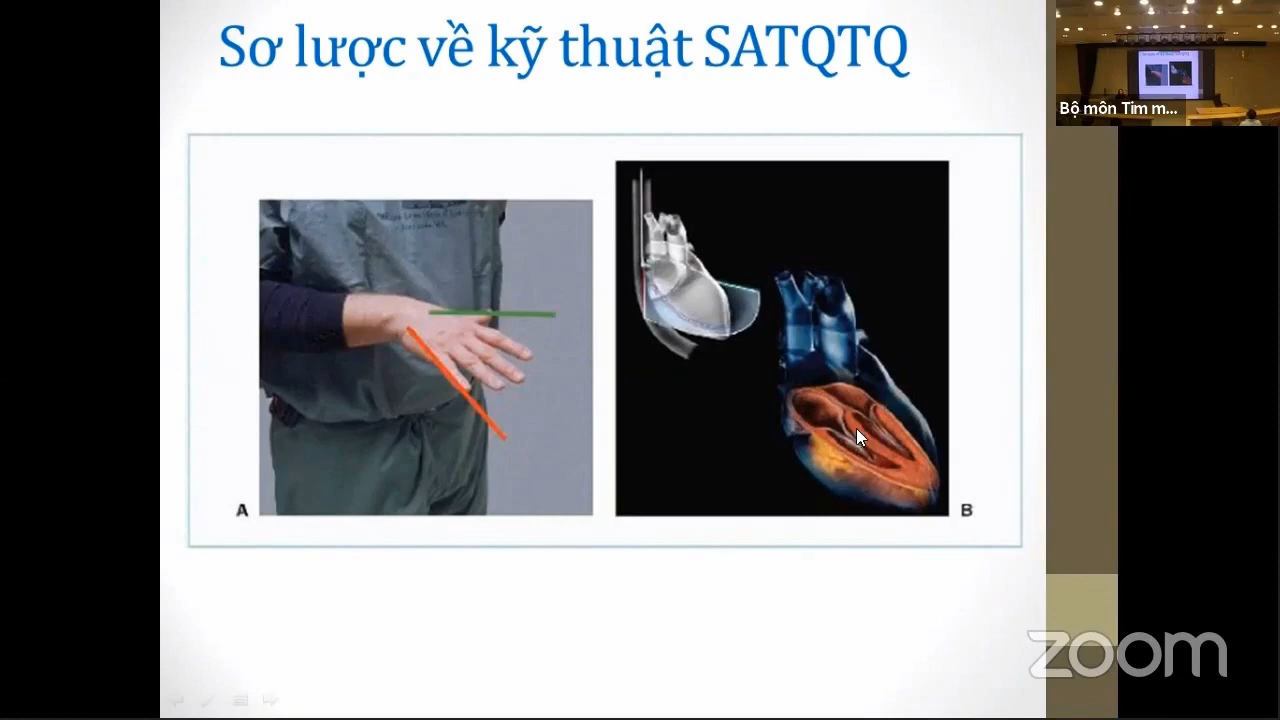 Sơ lược về kỹ thuật SATQTQ
Bộ môn Tim m...
A
B
zoom